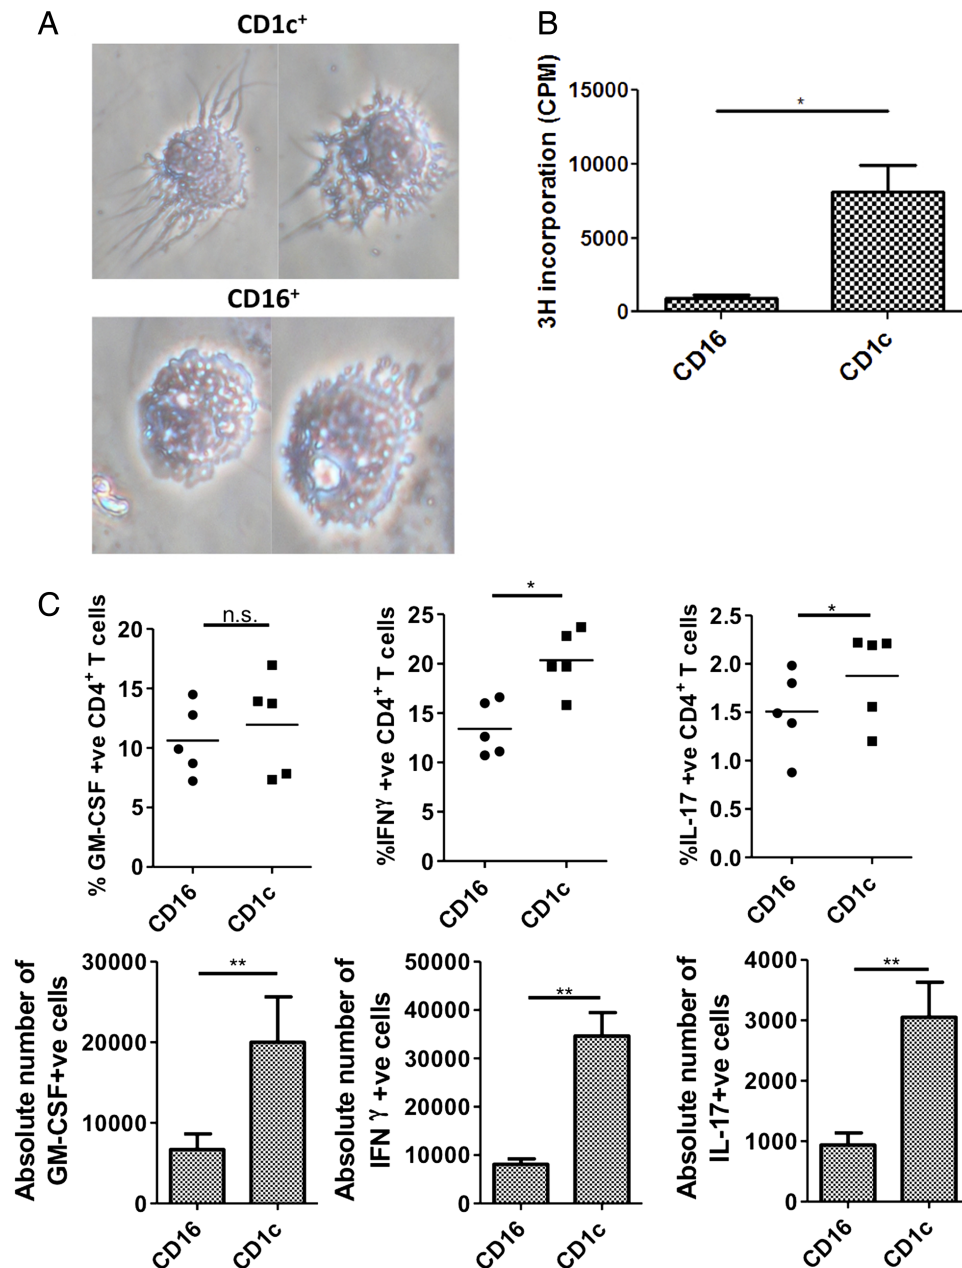 A
CD1c+
CD16+
B
3H incorporation (CPM)
15000
10000
5000
0
*
CD16
CD1c
C
% GM-CSF +ve CD4+ T cells
20
15
10
5
0
n.s.
CD16
CD1c
%IFNγ +ve CD4+ T cells
25
20
15
10
5
0
*
CD16
CD1c
%IL-17 +ve CD4+ T cells
2.5
2.0
1.5
1.0
0.5
0.0
*
CD16
CD1c
Absolute number of
GM-CSF+ve cells
30000
20000
10000
0
**
CD16
CD1c
Absolute number of
IFN γ +ve cells
50000
40000
30000
20000
10000
0
**
CD16
CD1c
Absolute number of
IL-17+ve cells
4000
3000
2000
1000
0
**
CD16
CD1c